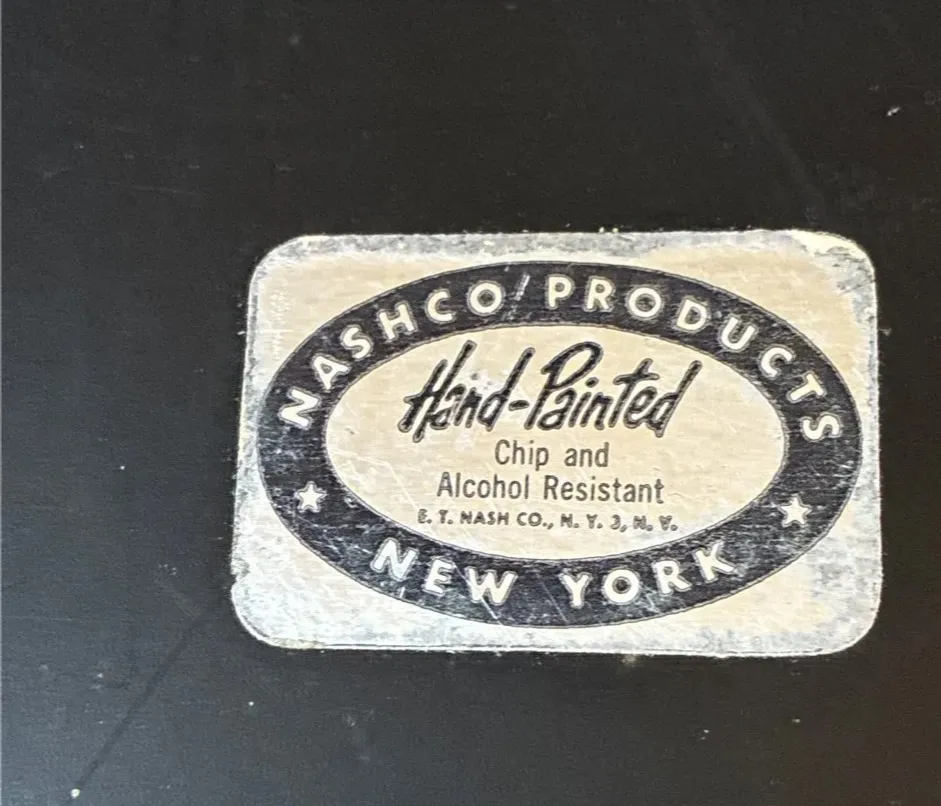 NASHCO PRODUCTS
Hand-Painted
Chip and
Alcohol Resistant
E. T. NASH CO., N. Y. 3, N. Y.
NEW YORK